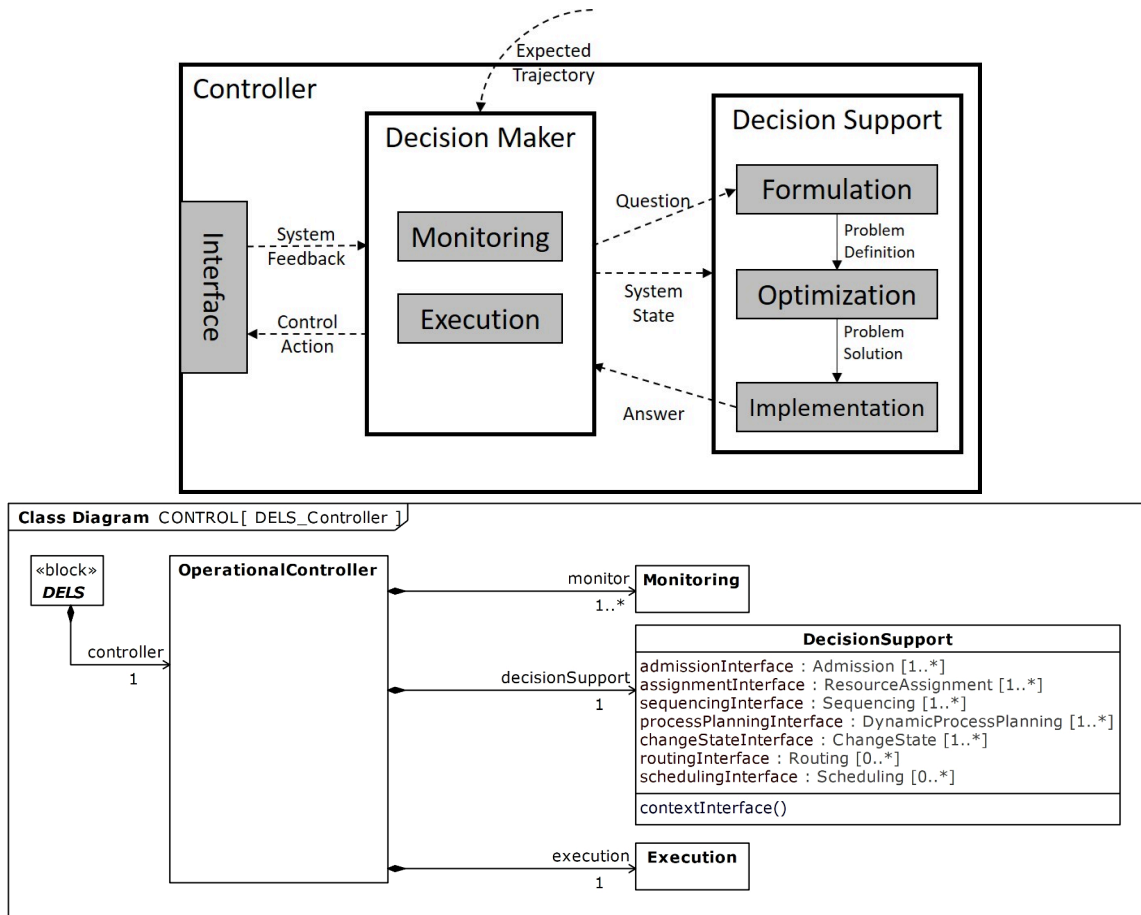 Expected
Trajectory
Controller
Decision Maker
Decision Support
Formulation
Question
Interface
System
Feedback
Monitoring
Problem
Definition
Optimization
System
State
Control
Action
Execution
Problem
Solution
Answer
Implementation
Class Diagram CONTROL[ DELS_Controller ]
«block»
DELS
OperationalController
monitor
1..*
Monitoring
controller
1
decisionSupport
1
DecisionSupport
admissionInterface : Admission [1..*]
assignmentInterface : ResourceAssignment [1..*]
sequencingInterface : Sequencing [1..*]
processPlanningInterface : DynamicProcessPlanning [1..*]
changeStateInterface : ChangeState [1..*]
routingInterface : Routing [0..*]
schedulingInterface : Scheduling [0..*]
contextInterface()
execution
1
Execution